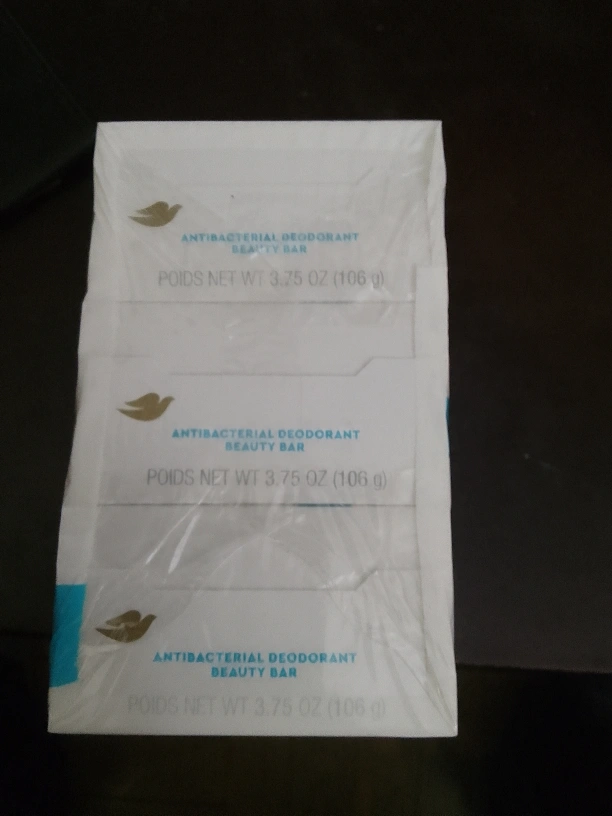 ANTIBACTERIAL DEODORANT
BEAUTY BAR
POIDS NET WT 3.75 OZ (106 g)
ANTIBACTERIAL DEODORANT
BEAUTY BAR
POIDS NET WT 3.75 OZ (106 g)
ANTIBACTERIAL DEODORANT
BEAUTY BAR
POIDS NET WT 3.75 OZ (106 g)